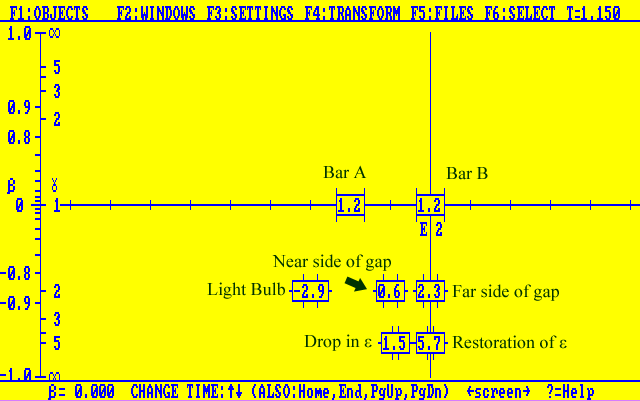 F1:OBJECTS F2:WINDOWS F3:SETTINGS F4:TRANSFORM F5:FILES F6:SELECT T=1.150
1.0 ∞
5
3
0.9
2
0.8
Bar A Bar B
β γ
0 1 1.2 1.2
E 2
Near side of gap
-0.8
Light Bulb -2.9 0.6 2.3 Far side of gap
2
-0.9
3
Drop in ε 1.5 5.7 Restoration of ε
5
-1.0 ∞
β= 0.000 CHANGE TIME:↑↓ (ALSO:Home,End,PgUp,PgDn) ←screen→ ?=Help